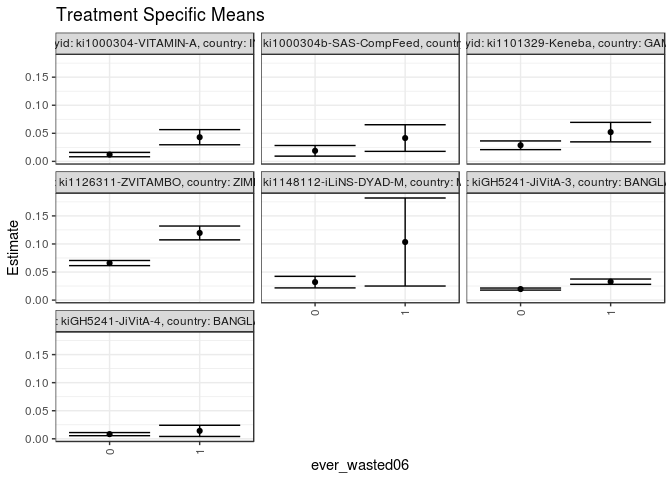 Treatment Specific Means
yid: ki1000304-VITAMIN-A, country:
ki1000304b-SAS-CompFeed,
yid: ki1101329-Keneba, country: GAM
0.15
0.10
0.05
0.00
: ki1126311-ZVITAMBO, country: ZIM
ki1148112-iLiNS-DYAD-M, country:
: kiGH5241-JiVitA-3, country: BANGL
0.15
0.10
0.05
0.00
0
1
0
1
: kiGH5241-JiVitA-4, country: BANGL
0.15
0.10
0.05
0.00
0
1
Estimate
ever_wasted06